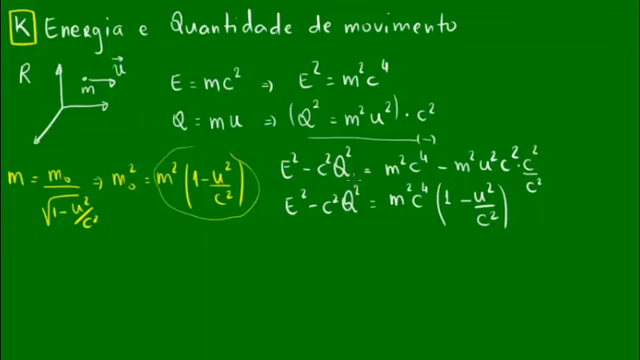 K Energia e Quantidade de movimento
R m u⃗
E = mc² ⇒ E² = m²c⁴
Q = mu ⇒ (Q² = m²u²) · c²
(−)
E² − c²Q² = m²c⁴ − m²u²c² · c²/c²
m = m₀/√(1 − u²/c²) ⇒ m₀² = m² (1 − u²/c²)
E² − c²Q² = m²c⁴ (1 − u²/c²)